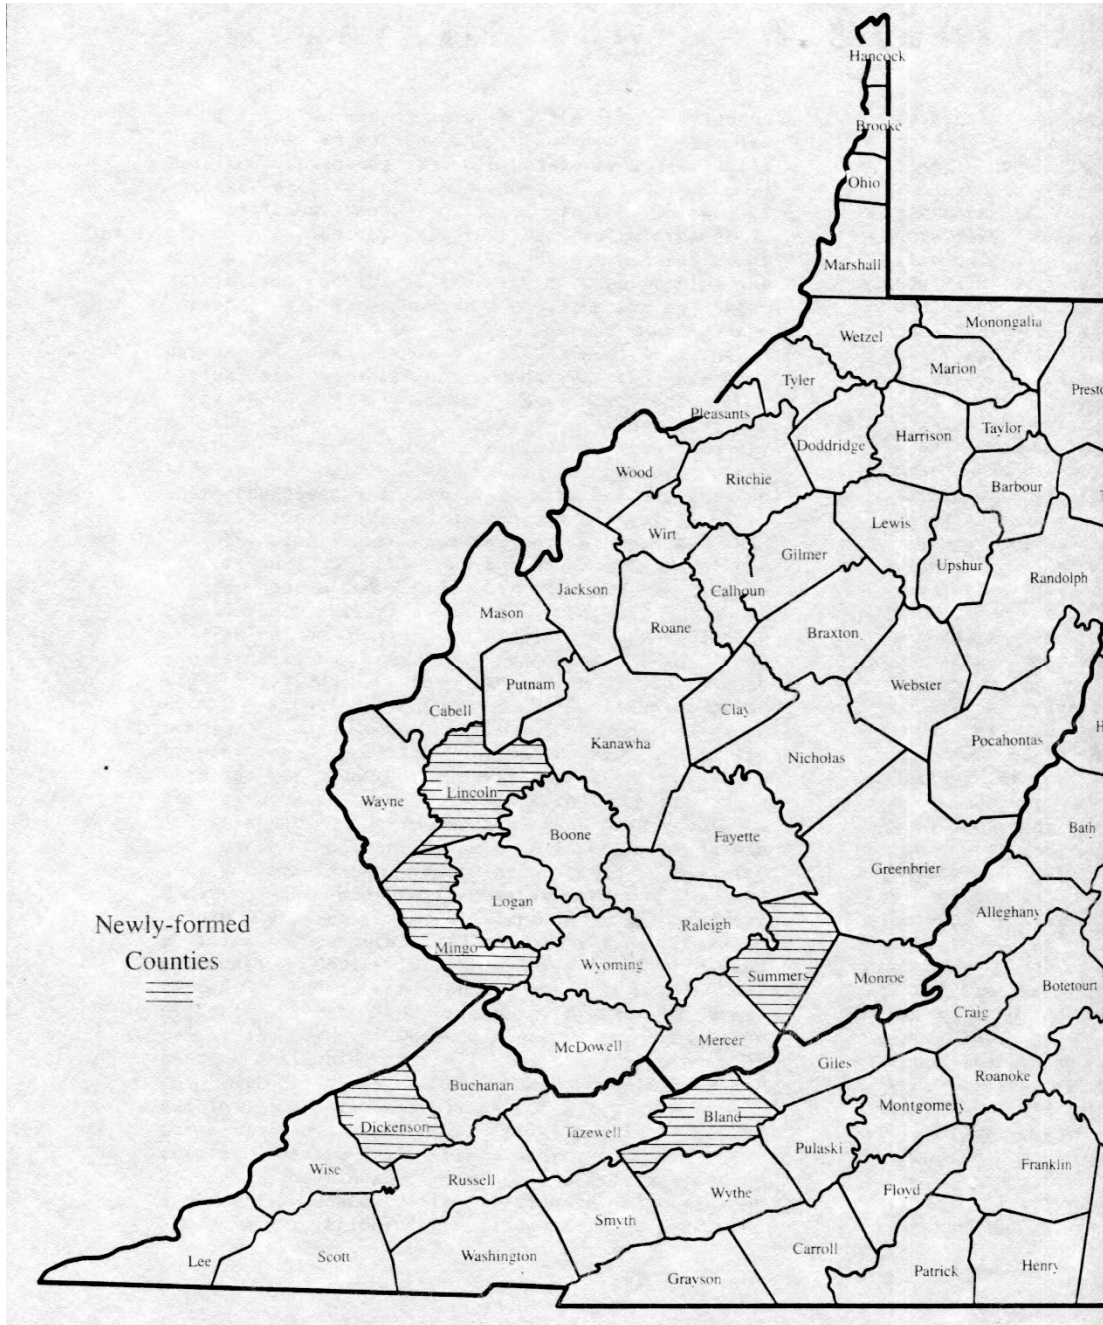 Hancock
Brooke
Ohio
Marshall
Wetzel
Monongalia
Marion
Tyler
Presto
Pleasants
Doddridge
Harrison
Taylor
Wood
Ritchie
Barbour
Wirt
Lewis
Gilmer
Upshur
Randolph
Jackson
Calhoun
Mason
Roane
Braxton
Putnam
Webster
Cabell
Clay
Pocahontas
H
Kanawha
Nicholas
Lincoln
Wayne
Boone
Fayette
Bath
Greenbrier
Logan
Alleghany
Newly-formed
Counties
Raleigh
Mingo
Wyoming
Summers
Monroe
Botetourt
Craig
McDowell
Mercer
Giles
Roanoke
Buchanan
Montgomery
Dickenson
Tazewell
Bland
Pulaski
Wise
Russell
Wythe
Floyd
Franklin
Smyth
Lee
Scott
Washington
Carroll
Grayson
Patrick
Henry